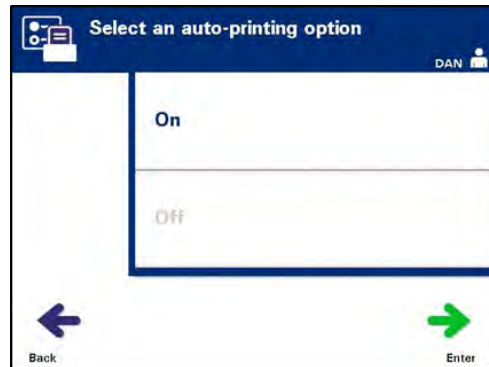 Select an auto-printing option
DAN
On
Off
Back
Enter